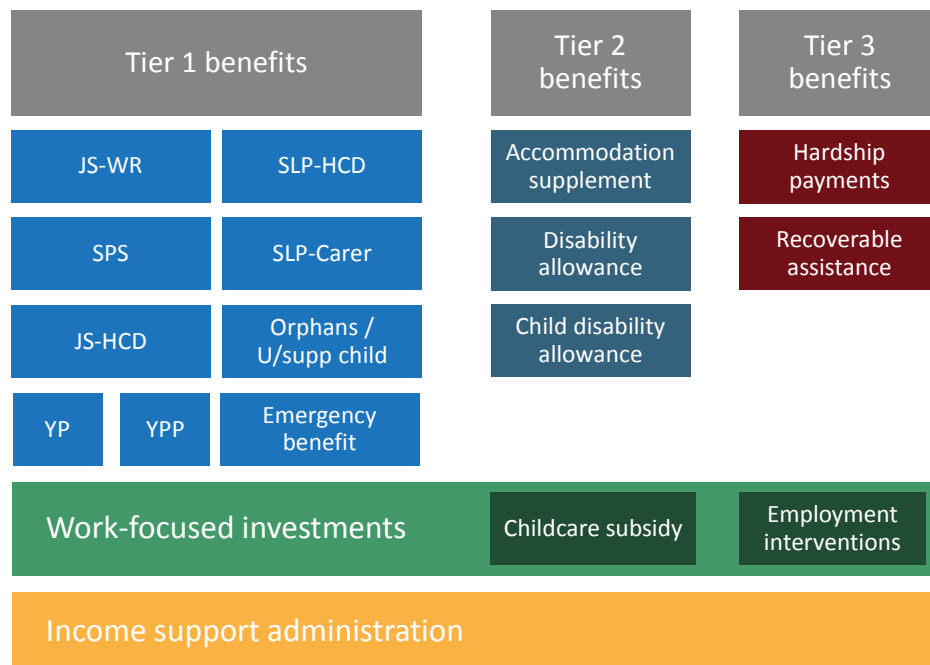 Tier 1 benefits
Tier 2
benefits
Tier 3
benefits
JS-WR
SLP-HCD
Accommodation
supplement
Hardship
payments
SPS
SLP-Carer
Disability
allowance
Recoverable
assistance
JS-HCD
Orphans /
U/supp child
Child disability
allowance
YP
YPP
Emergency
benefit
Work-focused investments
Childcare subsidy
Employment
interventions
Income support administration